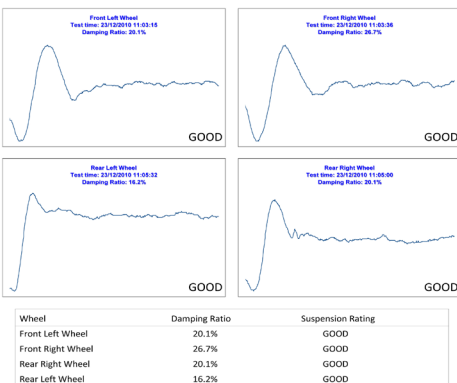 Front Left Wheel
Test time: 23/12/2010 11:03:15
Damping Ratio: 20.1%
GOOD
Front Right Wheel
Test time: 23/12/2010 11:03:36
Damping Ratio: 26.7%
GOOD
Rear Left Wheel
Test time: 23/12/2010 11:05:32
Damping Ratio: 16.2%
GOOD
Rear Right Wheel
Test time: 23/12/2010 11:05:00
Damping Ratio: 20.1%
GOOD
Wheel Damping Ratio Suspension Rating
Front Left Wheel 20.1% GOOD
Front Right Wheel 26.7% GOOD
Rear Right Wheel 20.1% GOOD
Rear Left Wheel 16.2% GOOD